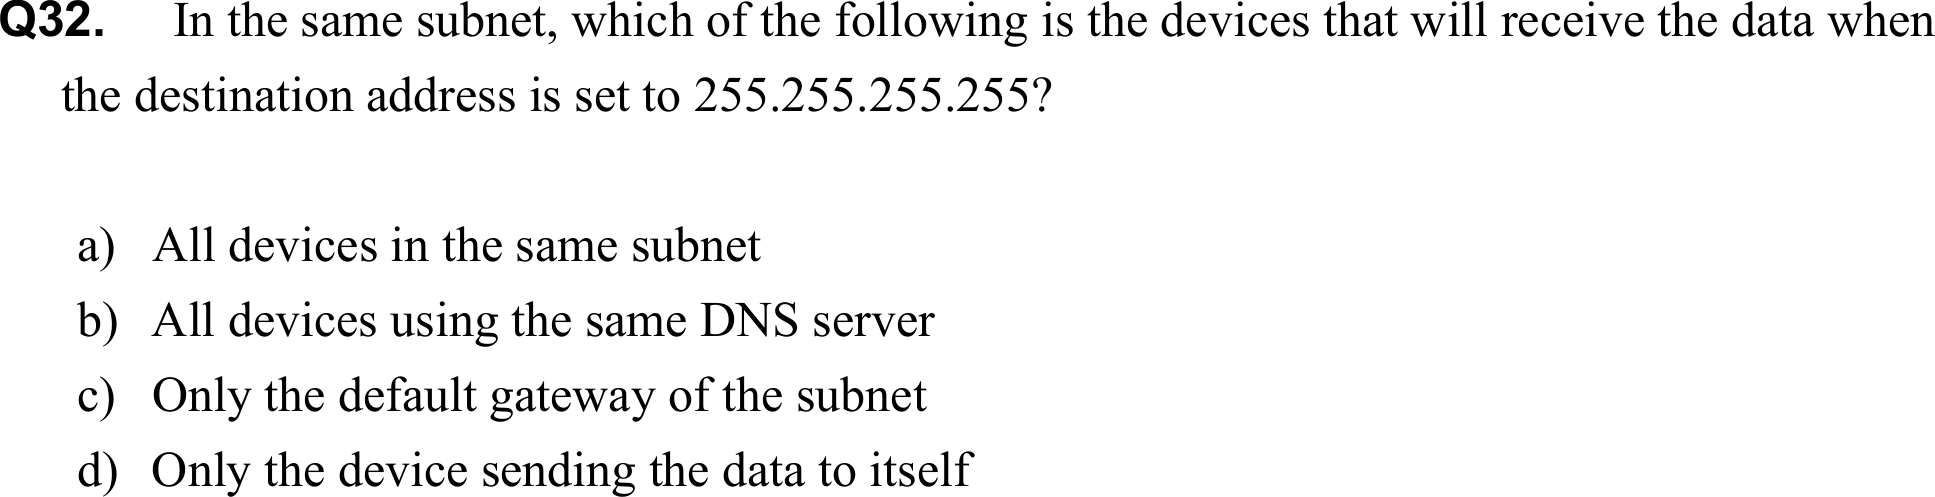 Q32. In the same subnet, which of the following is the devices that will receive the data when
the destination address is set to 255.255.255.255?
a) All devices in the same subnet
b) All devices using the same DNS server
c) Only the default gateway of the subnet
d) Only the device sending the data to itself